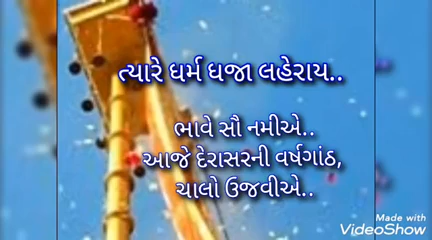 ત્યારે ધર્મ ધજા લહેરાય..
ભાવે સૌ નમીએ..
આજે દેરાસરની વર્ષગાંઠ,
ચાલો ઉજવીએ..
Made with
VideoShow